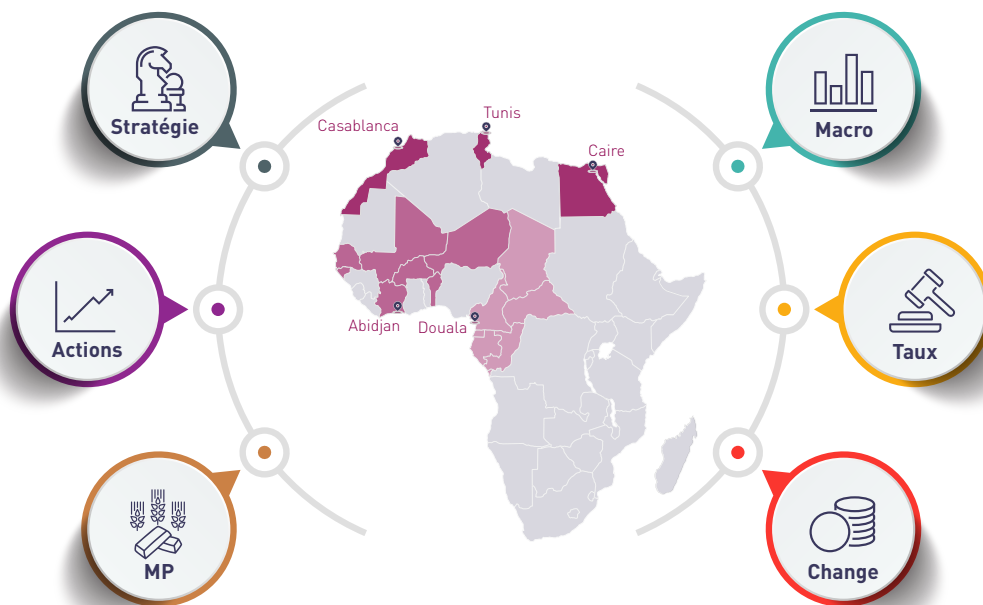 Stratégie
Macro
Casablanca
Tunis
Caire
Actions
Abidjan
Douala
Taux
MP
Change